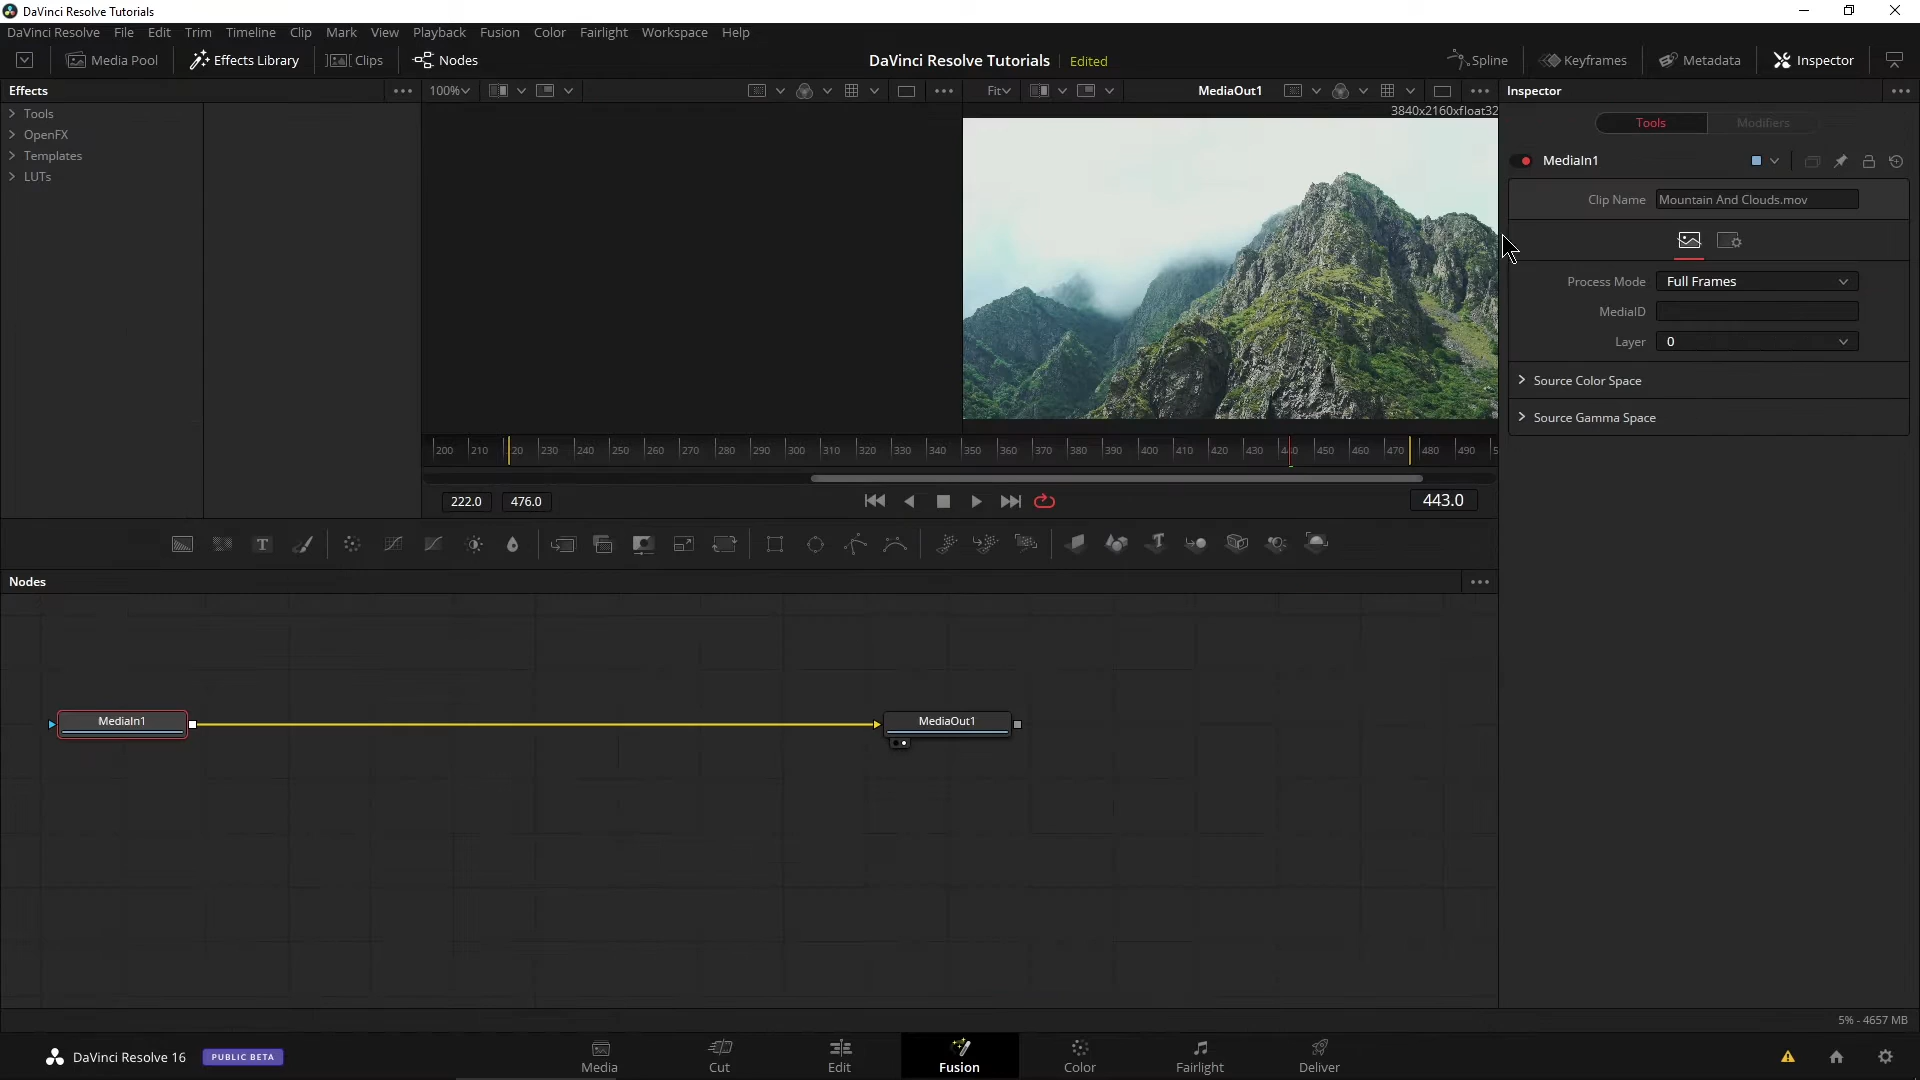 DaVinci Resolve Tutorials
DaVinci Resolve File Edit Trim Timeline Clip Mark View Playback Fusion Color Fairlight Workspace Help
Media Pool Effects Library Clips Nodes DaVinci Resolve Tutorials Edited Spline Keyframes Metadata Inspector
Effects 100% Fit MediaOut1 Inspector
3840x2160xfloat32
Tools
OpenFX
Templates
LUTs
Tools Modifiers
MediaIn1
Clip Name Mountain And Clouds.mov
Process Mode Full Frames
MediaID
Layer 0
Source Color Space
Source Gamma Space
200 210 220 230 240 250 260 270 280 290 300 310 320 330 340 350 360 370 380 390 400 410 420 430 440 450 460 470 480 490
222.0 476.0 443.0
T
Nodes
MediaIn1 MediaOut1
5% - 4657 MB
DaVinci Resolve 16 PUBLIC BETA
Media Cut Edit Fusion Color Fairlight Deliver